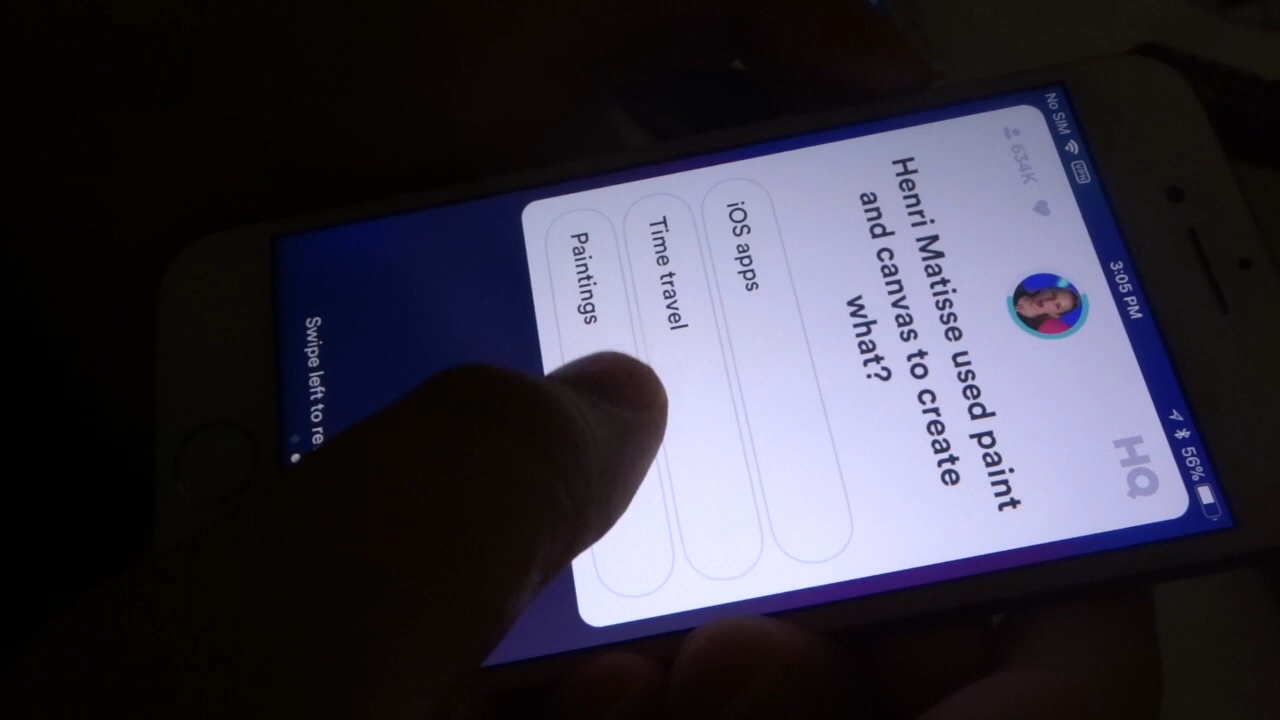 No SIM VPN 3:05 PM 56%
634K HQ
Henri Matisse used paint
and canvas to create
what?
iOS apps
Time travel
Paintings
Swipe left to